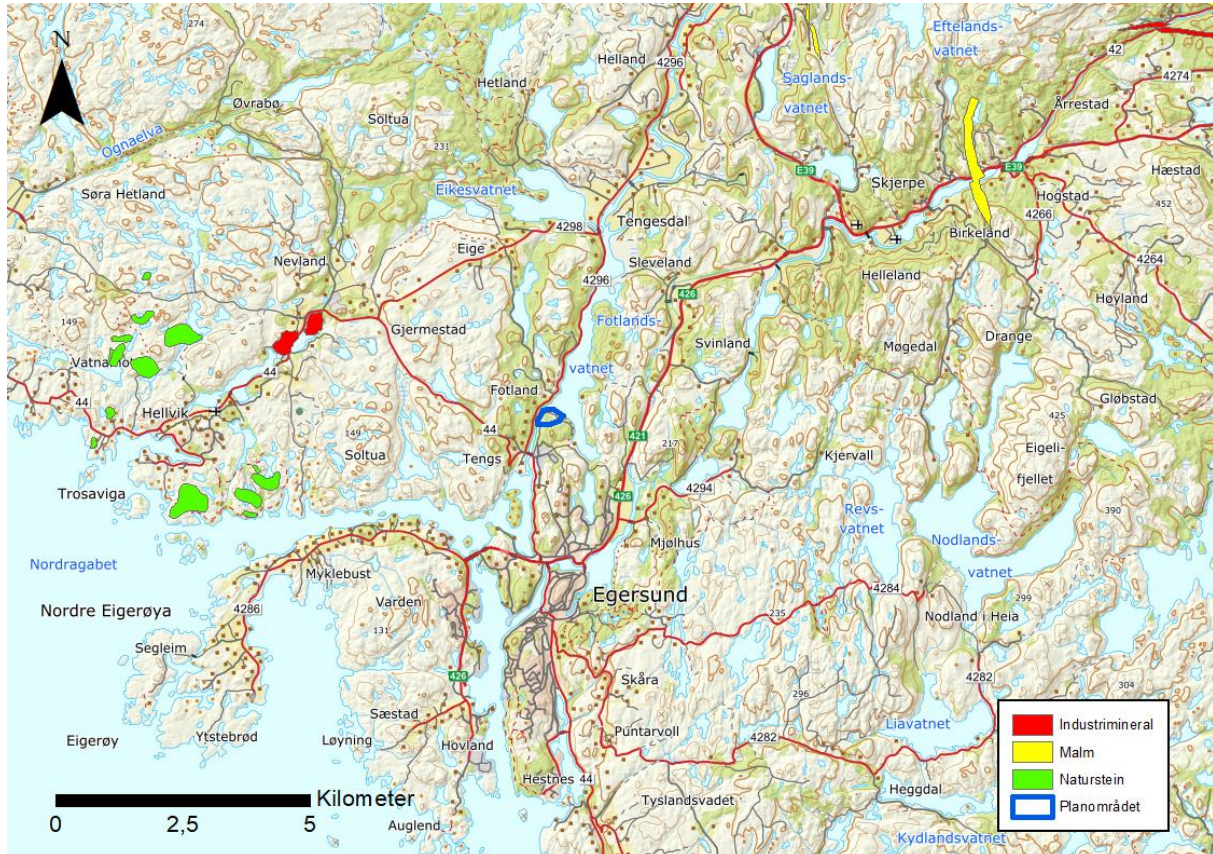 274
N
Øvrabø
Ognaelva
Søra Hetland
Hetland
Soltua
231
Helland
4296
Saglands-
vatnet
Eftelands-
vatnet
42
4274
Årrestad
Eikesvatnet
E39
Skjerpe
E39
Hogstad
Hæstad
452
4266
Tengesdal
4298
Eige
Birkeland
Nevland
4296
Sleveland
Helleland
4264
426
149
Fotlands-
vatnet
Høyland
Gjermestad
Svinland
Møgedal
Drange
44
Hellvik
44
Fotland
Gløbstad
425
Eigeli-
fjellet
149
Soltua
44
Tengs
421
217
Kjervall
Trosaviga
426
4294
Revs-
vatnet
390
Nodlands-
vatnet
Mjølhus
Nordragabet
Myklebust
Egersund
4284
Nordre Eigerøya
4286
Varden
131
235
299
Nodland i Heia
Segleim
426
Skåra
4282
296
304
Sæstad
Liavatnet
Eigerøy
Ytstebrød
Løyning
Hovland
Puntarvoll
4282
Hestnes
44
Heggdal
Tyslandsvadet
Auglend
Kydlandsvatnet
Kilometer
0 2,5 5
Industrimineral
Malm
Naturstein
Planområdet